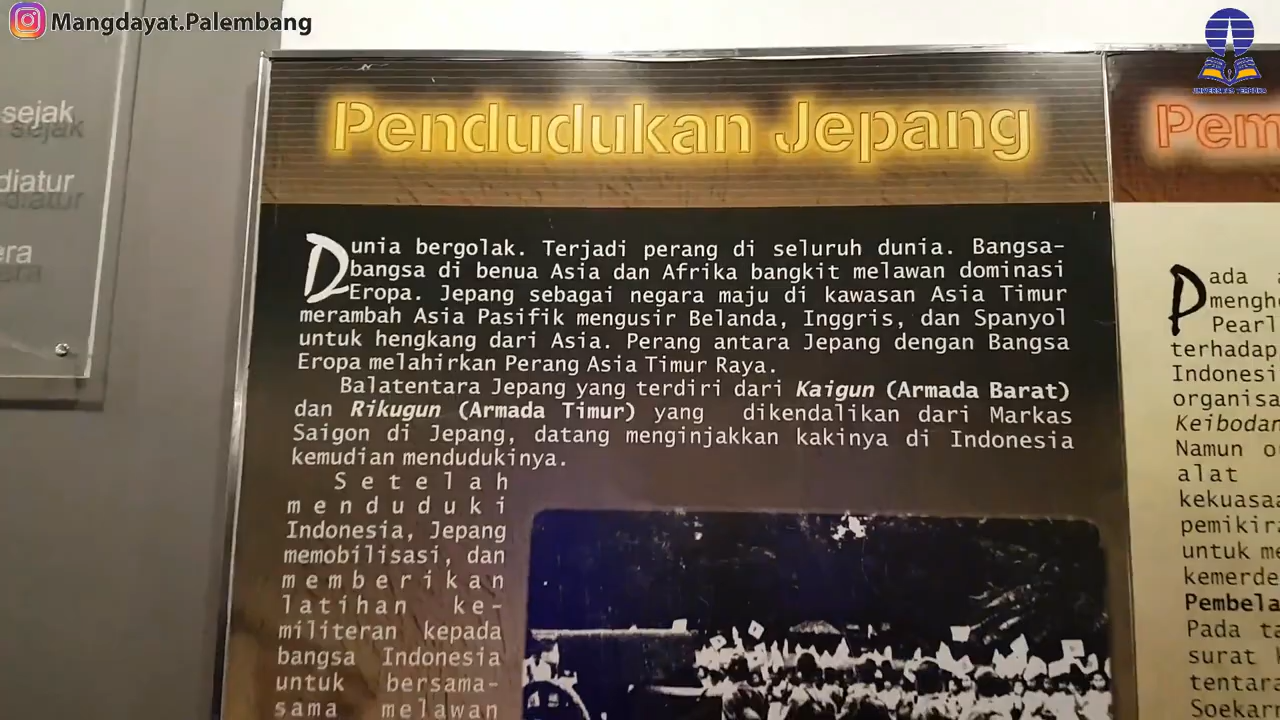 Mangdayat.Palembang
UNIVERSITAS TERBUKA
sejak
diatur
Pendudukan Jepang
Dunia bergolak. Terjadi perang di seluruh dunia. Bangsa-
bangsa di benua Asia dan Afrika bangkit melawan dominasi
Eropa. Jepang sebagai negara maju di kawasan Asia Timur
merambah Asia Pasifik mengusir Belanda, Inggris, dan Spanyol
untuk hengkang dari Asia. Perang antara Jepang dengan Bangsa
Eropa melahirkan Perang Asia Timur Raya.
Balatentara Jepang yang terdiri dari Kaigun (Armada Barat)
dan Rikugun (Armada Timur) yang dikendalikan dari Markas
Saigon di Jepang, datang menginjakkan kakinya di Indonesia
kemudian mendudukinya.
Setelah
menduduki
Indonesia, Jepang
memobilisasi, dan
memberikan
latihan ke-
militeran kepada
bangsa Indonesia
untuk bersama-
sama melawan
Pem
Pada
Pearl
terhadap
Indonesi
organisa
Keibodan
Namun
alat
kekuasaa
pemikira
untuk me
kemerde
Pembela
Pada ta
surat
tentara
Soekarn